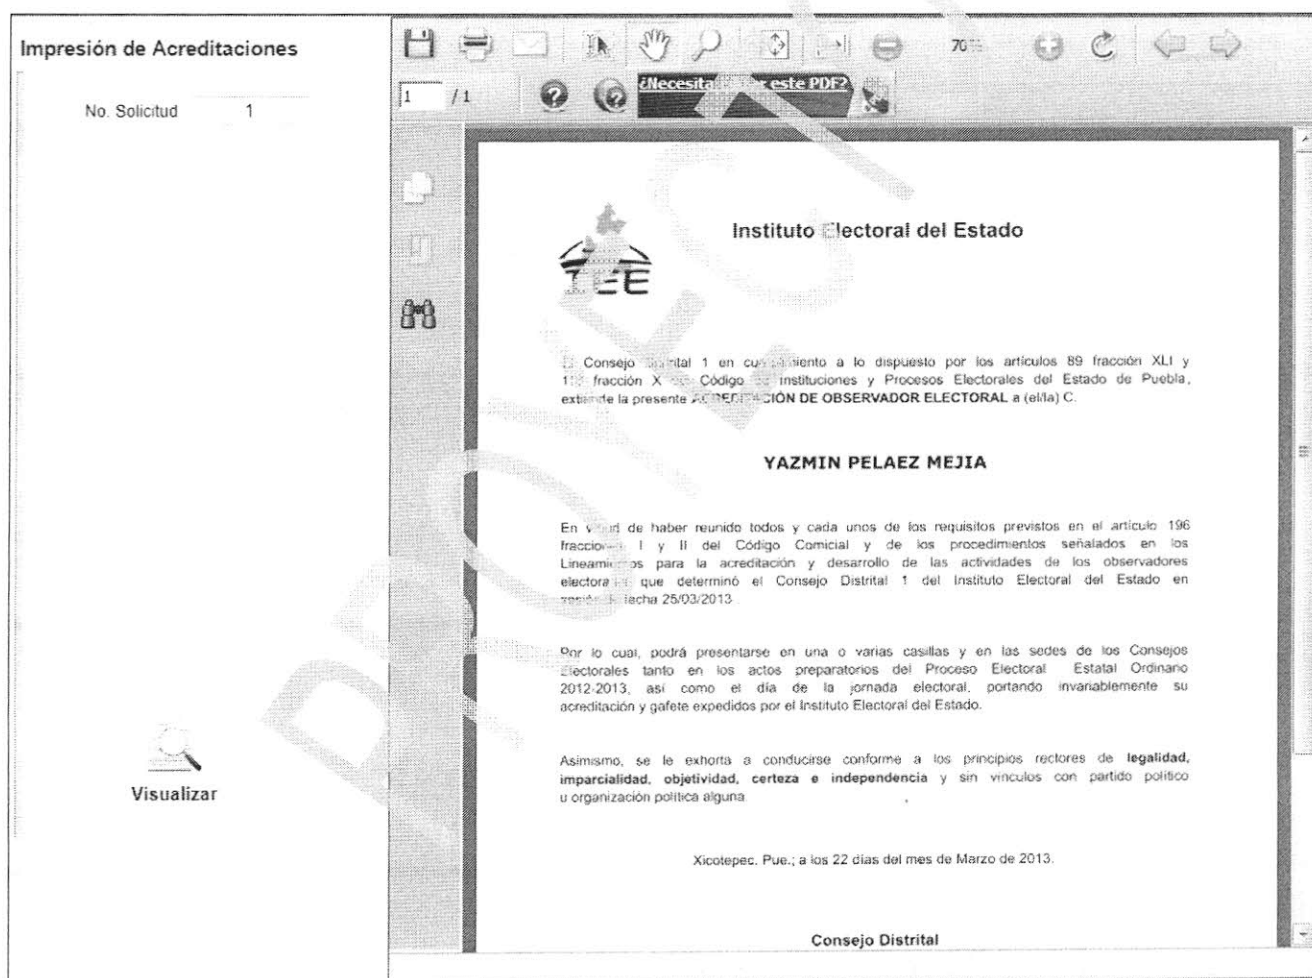 Impresión de Acreditaciones
No. Solicitud 1
Visualizar
70%
1 / 1
¿Necesita este PDF?
IEE
Instituto Electoral del Estado
Consejo 1 en a lo dispuesto por los artículos 89 fracción XLI y
fracción X Código de Instituciones y Procesos Electorales del Estado de Puebla,
extiende la presente ACREDITACIÓN DE OBSERVADOR ELECTORAL a (el/la) C.
YAZMIN PELAEZ MEJIA
En virtud de haber reunido todos y cada unos de los requisitos previstos en el artículo 196
fracciones I y II del Código Comicial y de los procedimientos señalados en los
Lineamientos para la acreditación y desarrollo de las actividades de los observadores
electorales que determinó el Consejo Distrital 1 del Instituto Electoral del Estado en
sesión de fecha 25/03/2013
Por lo cual, podrá presentarse en una o varias casillas y en las sedes de los Consejos
Electorales tanto en los actos preparatorios del Proceso Electoral Estatal Ordinario
2012-2013, así como el día de la jornada electoral, portando invariablemente su
acreditación y gafete expedidos por el Instituto Electoral del Estado.
Asimismo, se le exhorta a conducirse conforme a los principios rectores de legalidad,
imparcialidad, objetividad, certeza e independencia y sin vínculos con partido político
u organización política alguna
Xicotepec. Pue.; a los 22 días del mes de Marzo de 2013.
Consejo Distrital